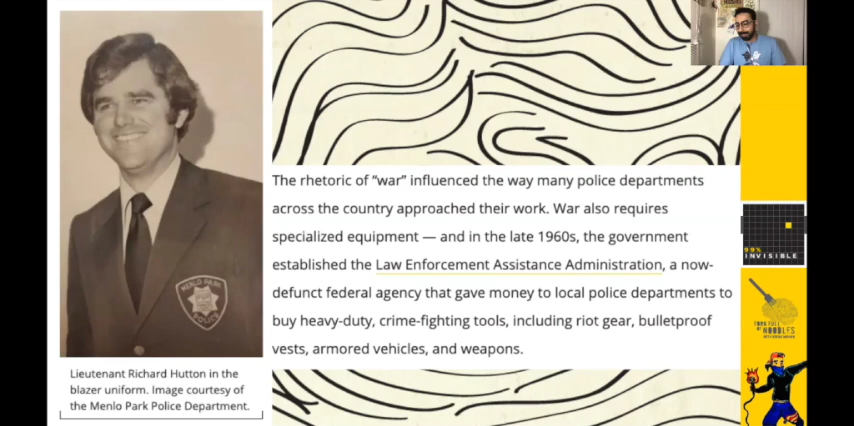 MENLO PARK
POLICE
Lieutenant Richard Hutton in the
blazer uniform. Image courtesy of
the Menlo Park Police Department.
The rhetoric of “war” influenced the way many police departments
across the country approached their work. War also requires
specialized equipment — and in the late 1960s, the government
established the Law Enforcement Assistance Administration, a now-
defunct federal agency that gave money to local police departments to
buy heavy-duty, crime-fighting tools, including riot gear, bulletproof
vests, armored vehicles, and weapons.
99%
INVISIBLE
FORK FULL
OF NOODLES